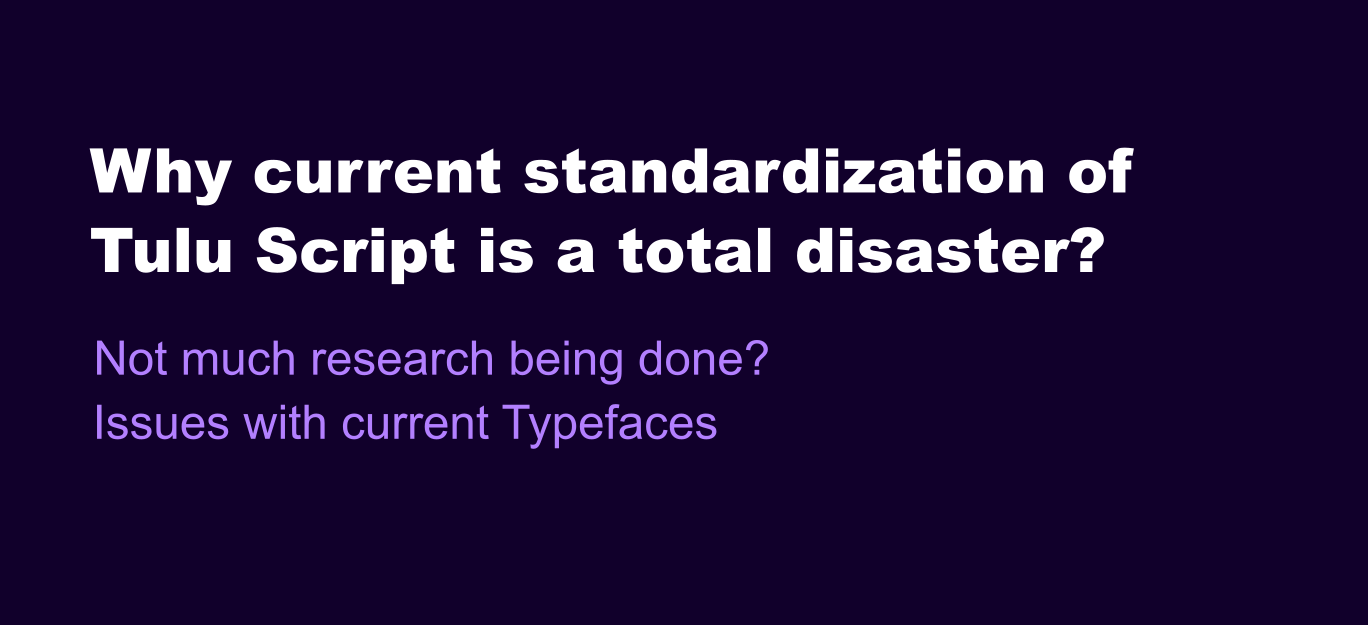 Why current standardization of
Tulu Script is a total disaster?
Not much research being done?
Issues with current Typefaces